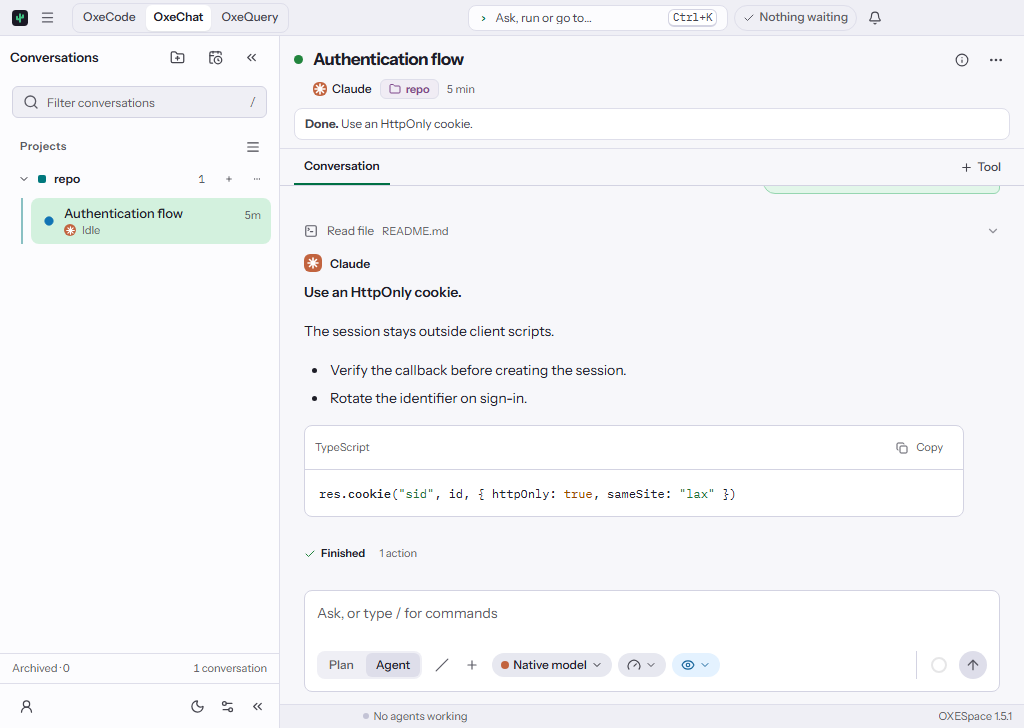 OxeCode OxeChat OxeQuery
› Ask, run or go to... Ctrl+K
Nothing waiting
Conversations
Filter conversations /
Projects
repo 1
Authentication flow 5m
Idle
Archived · 0 1 conversation
Authentication flow
Claude repo 5 min
Done. Use an HttpOnly cookie.
Conversation
+ Tool
Read file README.md
Claude
Use an HttpOnly cookie.
The session stays outside client scripts.
• Verify the callback before creating the session.
• Rotate the identifier on sign-in.
TypeScript Copy
res.cookie("sid", id, { httpOnly: true, sameSite: "lax" })
Finished 1 action
Ask, or type / for commands
Plan Agent Native model
No agents working
OXESpace 1.5.1